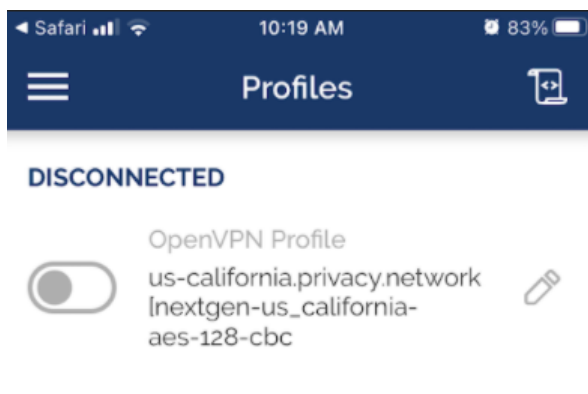 ◀ Safari 10:19 AM 83%
Profiles
DISCONNECTED
OpenVPN Profile
us-california.privacy.network
[nextgen-us_california-
aes-128-cbc